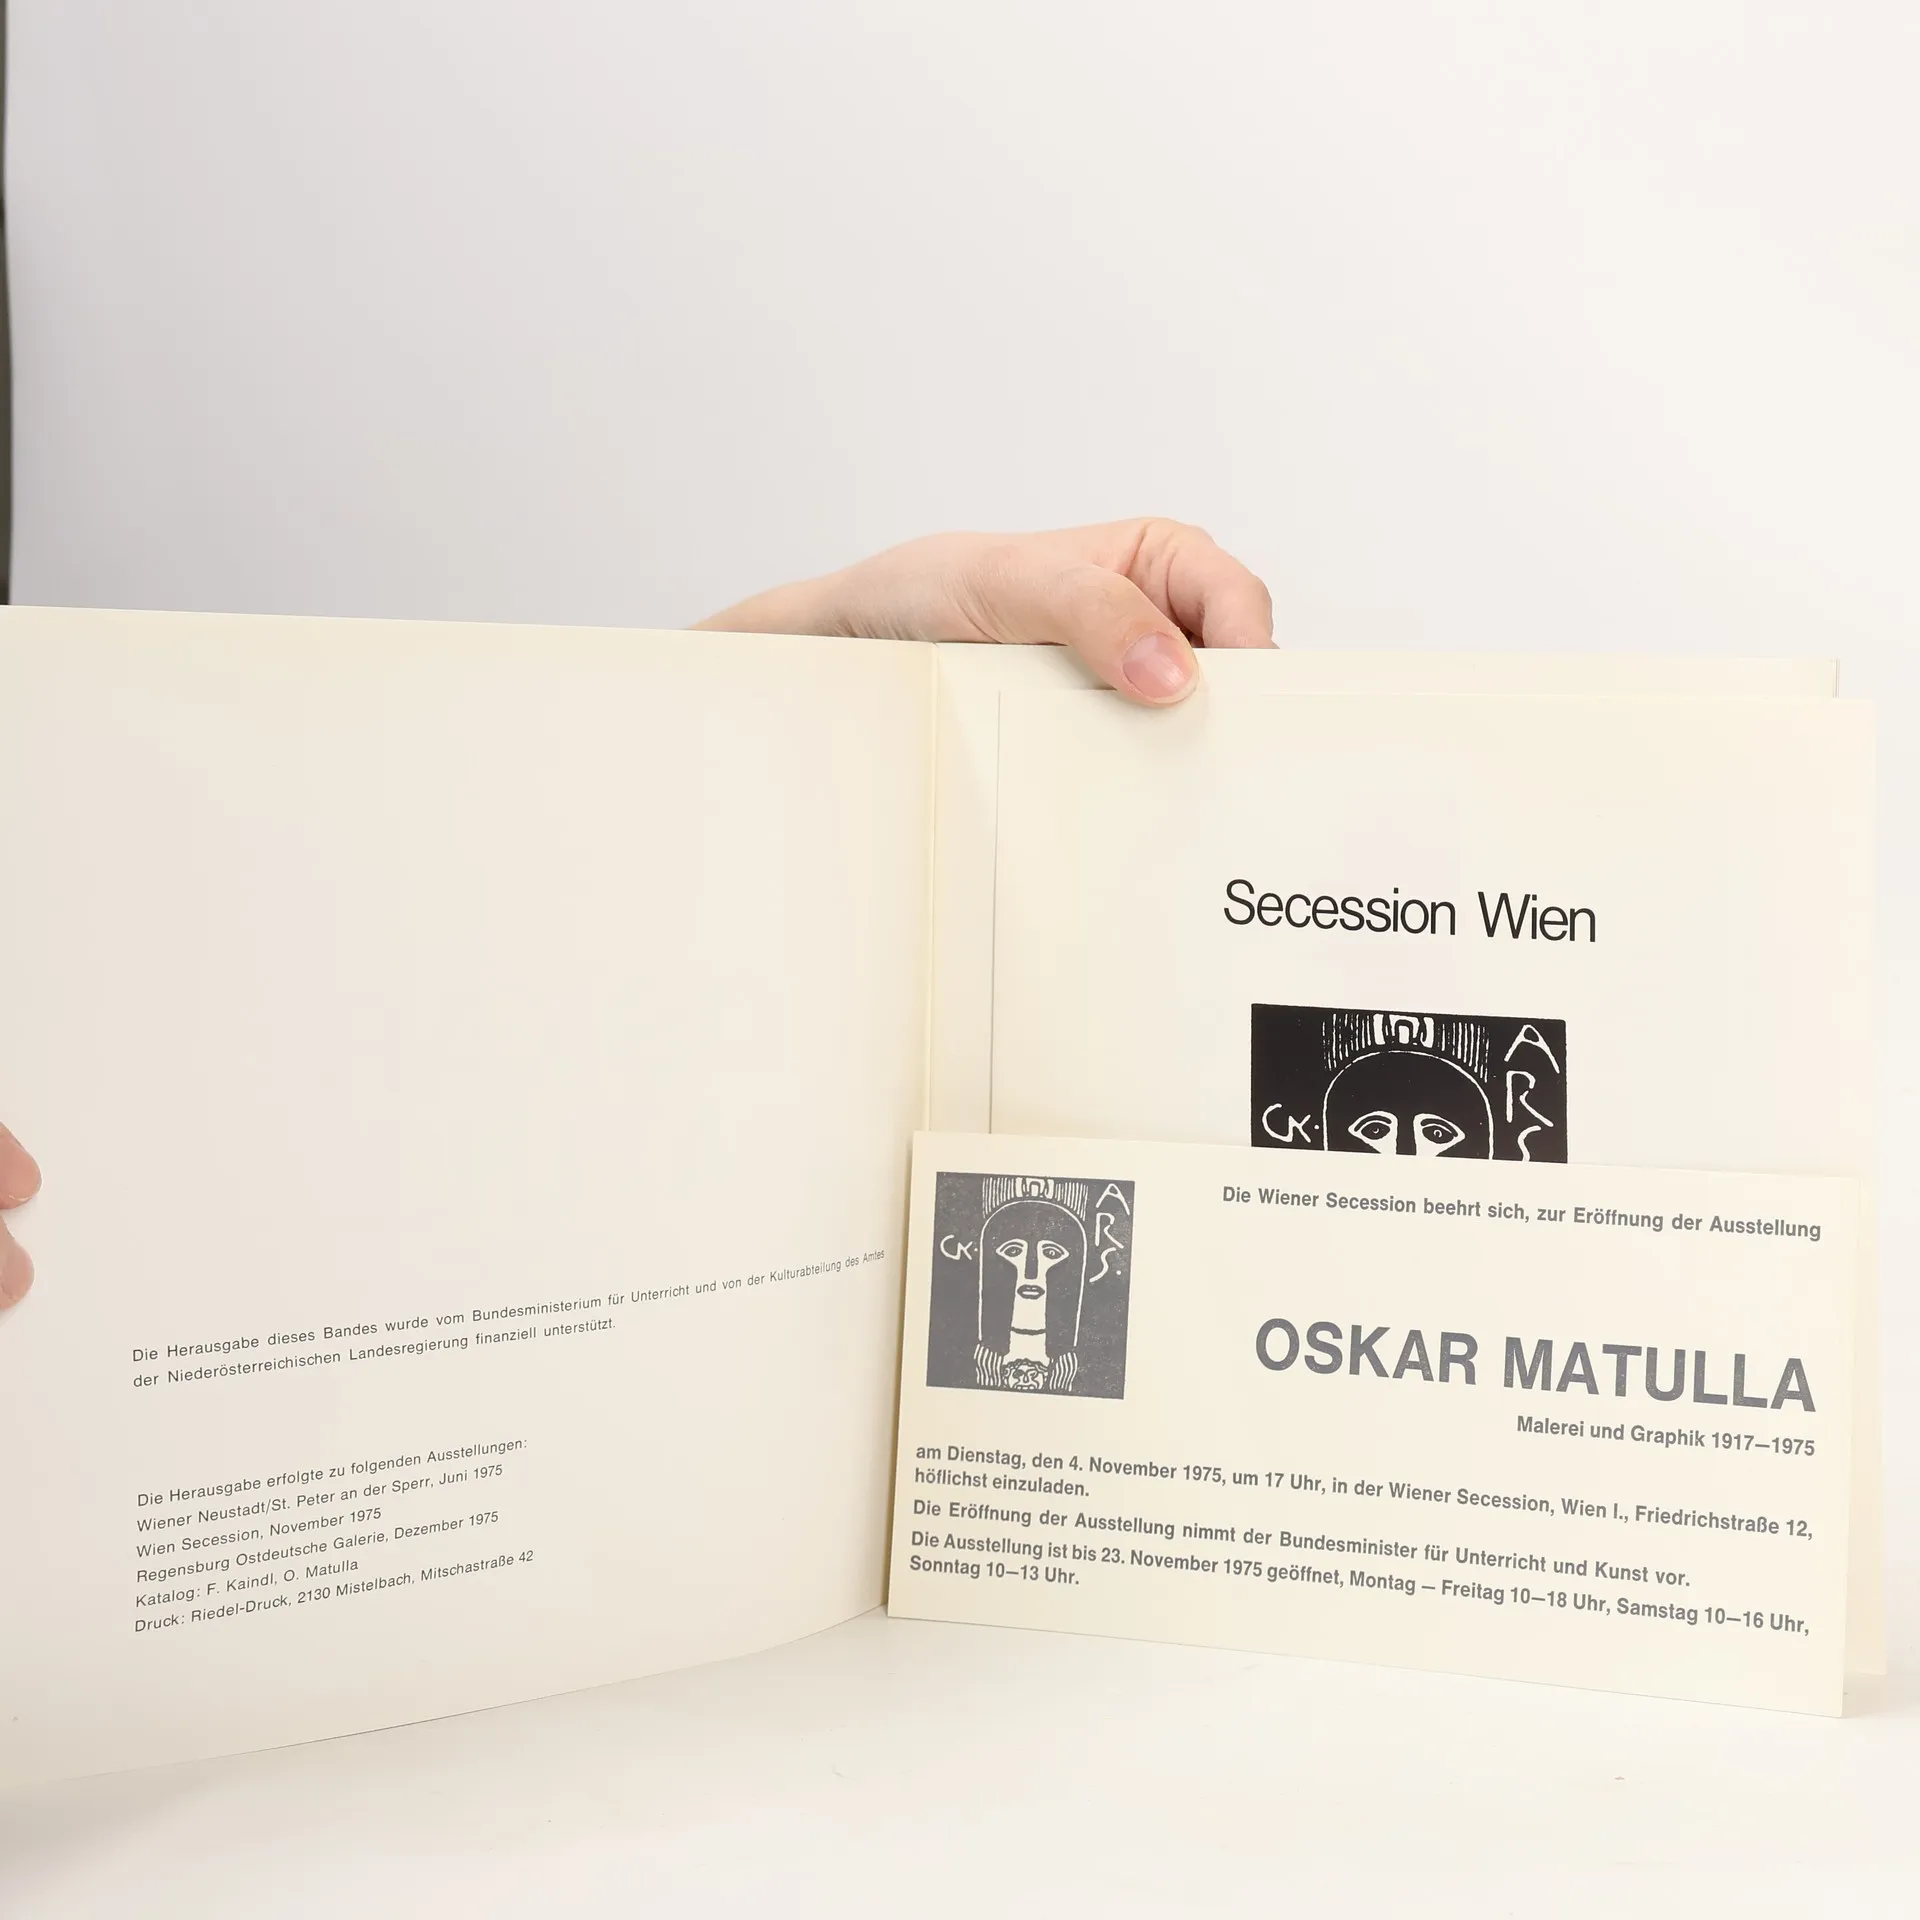 Die Herausgabe dieses Bandes wurde vom Bundesministerium für Unterricht und von der Kulturabteilung des Amtes
der Niederösterreichischen Landesregierung finanziell unterstützt.
Die Herausgabe erfolgte zu folgenden Ausstellungen:
Wiener Neustadt/St. Peter an der Sperr, Juni 1975
Wien Secession, November 1975
Regensburg Ostdeutsche Galerie, Dezember 1975
Katalog: F. Kaindl, O. Matulla
Druck: Riedel-Druck, 2130 Mistelbach, Mitschastraße 42
Secession Wien
CK.
ARS
CK.
ARS.
Die Wiener Secession beehrt sich, zur Eröffnung der Ausstellung
OSKAR MATULLA
Malerei und Graphik 1917–1975
am Dienstag, den 4. November 1975, um 17 Uhr, in der Wiener Secession, Wien I., Friedrichstraße 12,
höflichst einzuladen.
Die Eröffnung der Ausstellung nimmt der Bundesminister für Unterricht und Kunst vor.
Die Ausstellung ist bis 23. November 1975 geöffnet, Montag – Freitag 10–18 Uhr, Samstag 10–16 Uhr,
Sonntag 10–13 Uhr.